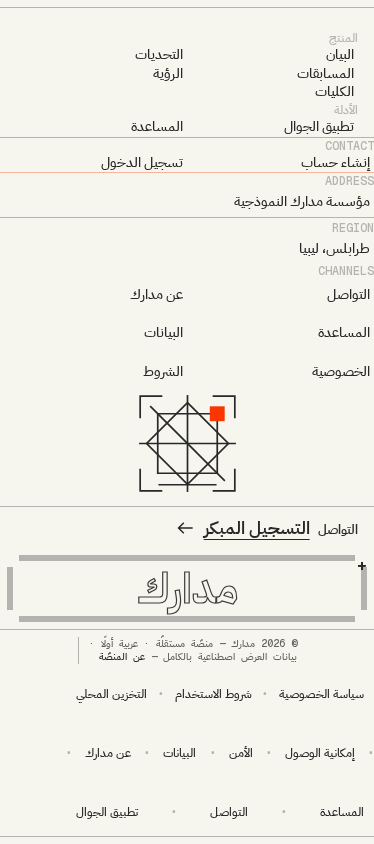 المنتج
البيان التحديات
المسابقات الرؤية
الكليات
الأدلة
تطبيق الجوال المساعدة
CONTACT
إنشاء حساب تسجيل الدخول
ADDRESS
مؤسسة مدارك النموذجية
REGION
طرابلس، ليبيا
CHANNELS
التواصل عن مدارك
المساعدة البيانات
الخصوصية الشروط
التواصل التسجيل المبكر ←
مدارك
© 2026 مدارك — منصّة مستقلّة · عربية أولًا ·
بيانات العرض اصطناعية بالكامل — عن المنصّة
سياسة الخصوصية • شروط الاستخدام • التخزين المحلي
• إمكانية الوصول • الأمن • البيانات • عن مدارك •
المساعدة • التواصل • تطبيق الجوال